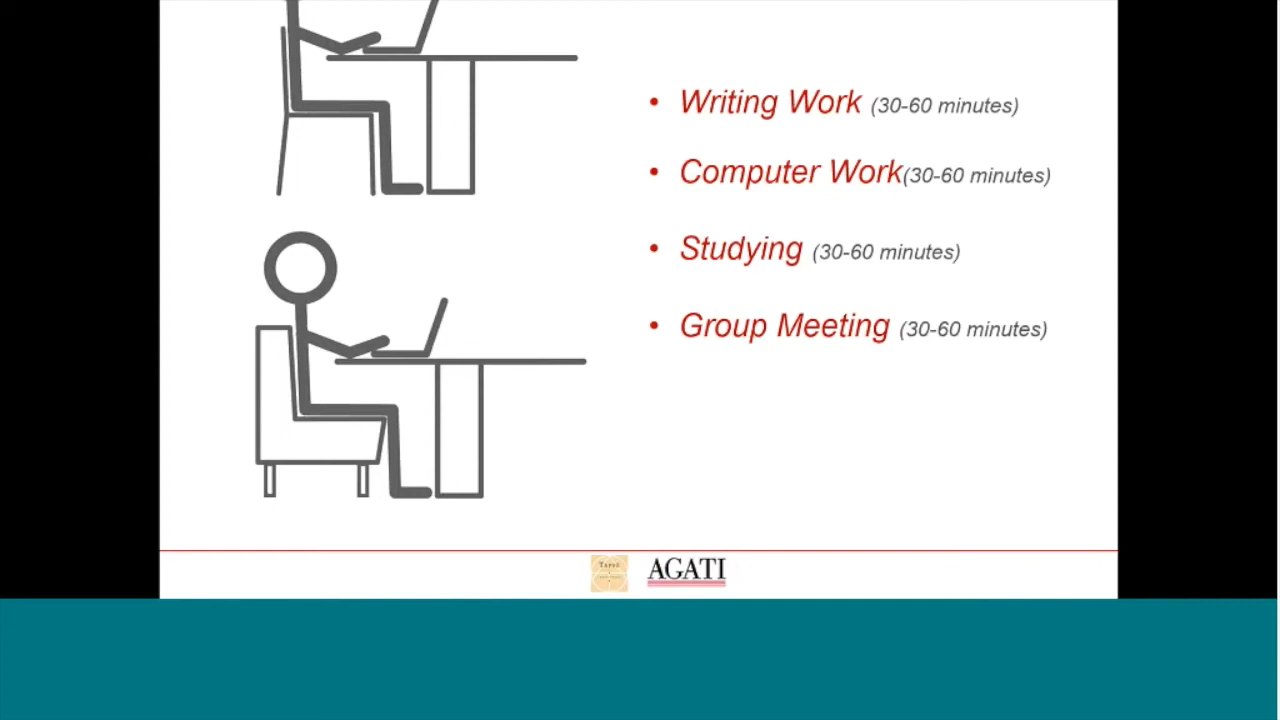 • Writing Work (30-60 minutes)
• Computer Work(30-60 minutes)
• Studying (30-60 minutes)
• Group Meeting (30-60 minutes)
AGATI